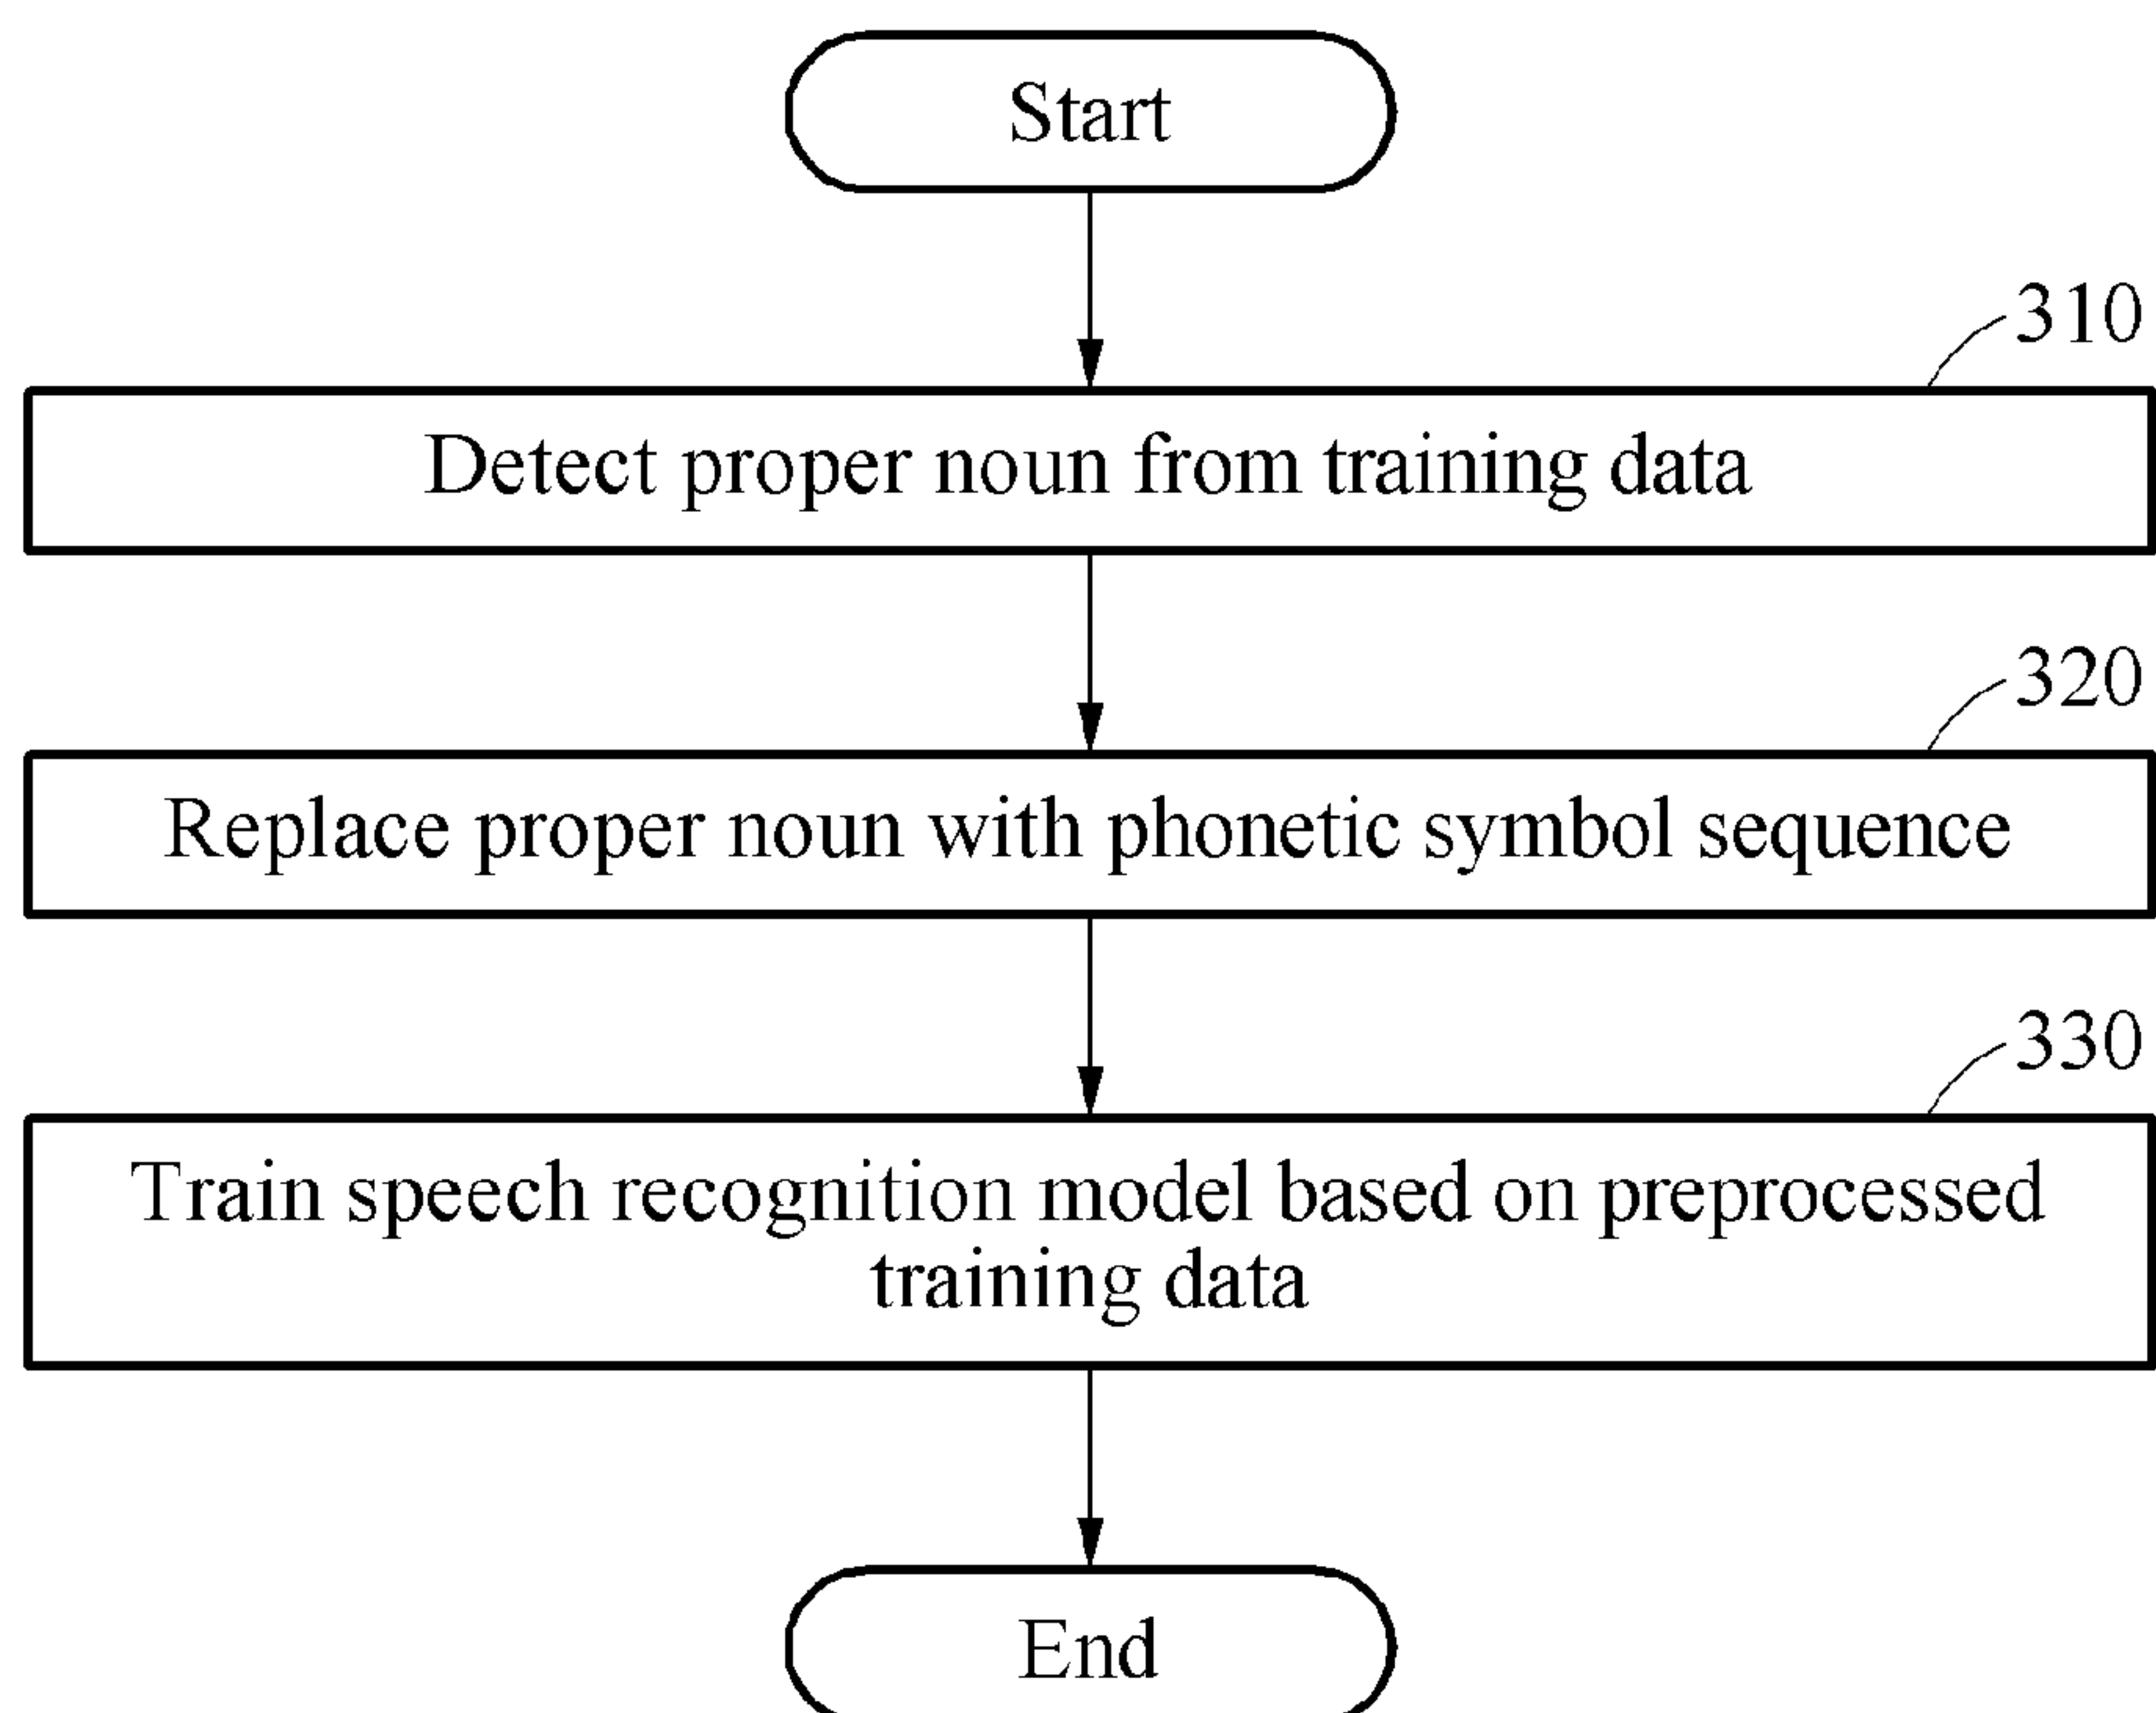 Start
310
Detect proper noun from training data
320
Replace proper noun with phonetic symbol sequence
330
Train speech recognition model based on preprocessed
training data
End